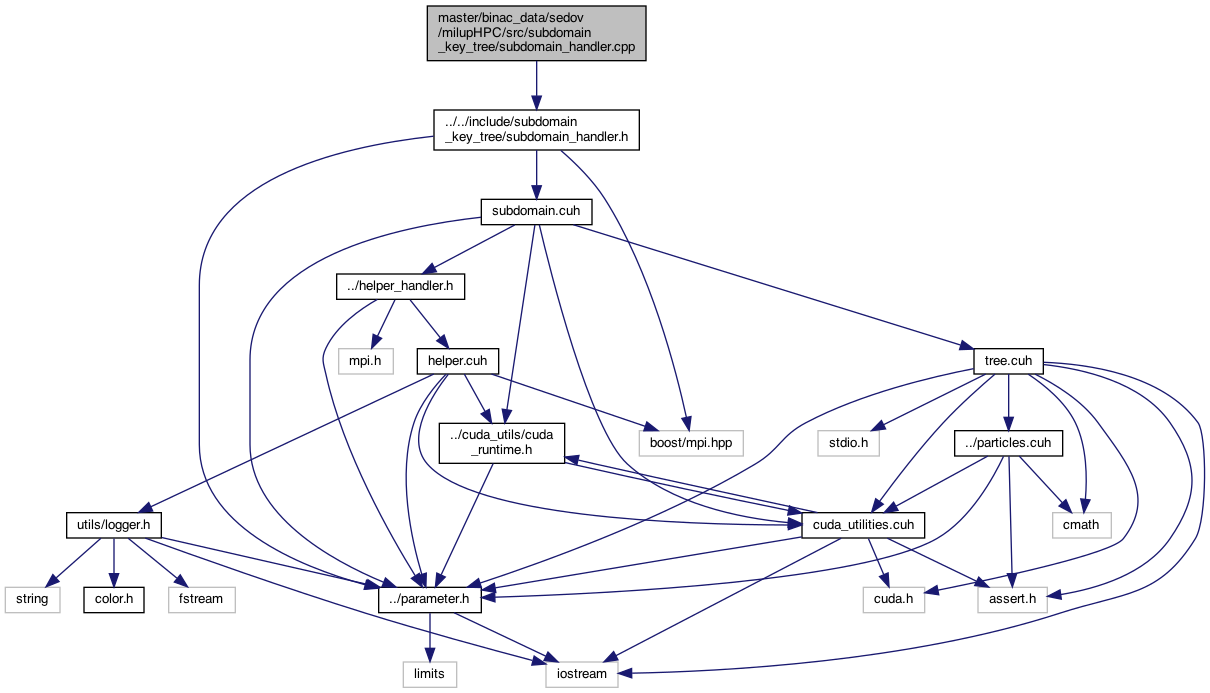 master/binac_data/sedov
/milupHPC/src/subdomain
_key_tree/subdomain_handler.cpp
../../include/subdomain
_key_tree/subdomain_handler.h
subdomain.cuh
../helper_handler.h
mpi.h
helper.cuh
tree.cuh
../cuda_utils/cuda
_runtime.h
boost/mpi.hpp
stdio.h
../particles.cuh
utils/logger.h
cuda_utilities.cuh
cmath
string
color.h
fstream
../parameter.h
cuda.h
assert.h
limits
iostream